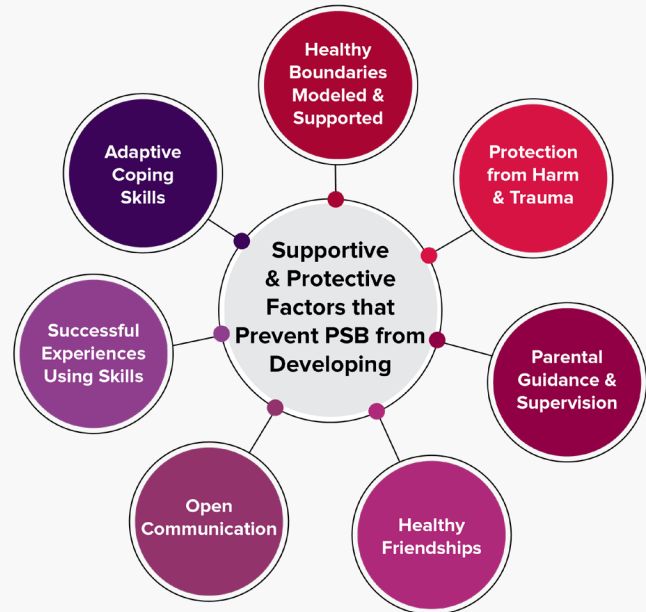 Healthy
Boundaries
Modeled &
Supported
Protection
from Harm
& Trauma
Parental
Guidance &
Supervision
Healthy
Friendships
Open
Communication
Successful
Experiences
Using Skills
Adaptive
Coping
Skills
Supportive
& Protective
Factors that
Prevent PSB from
Developing